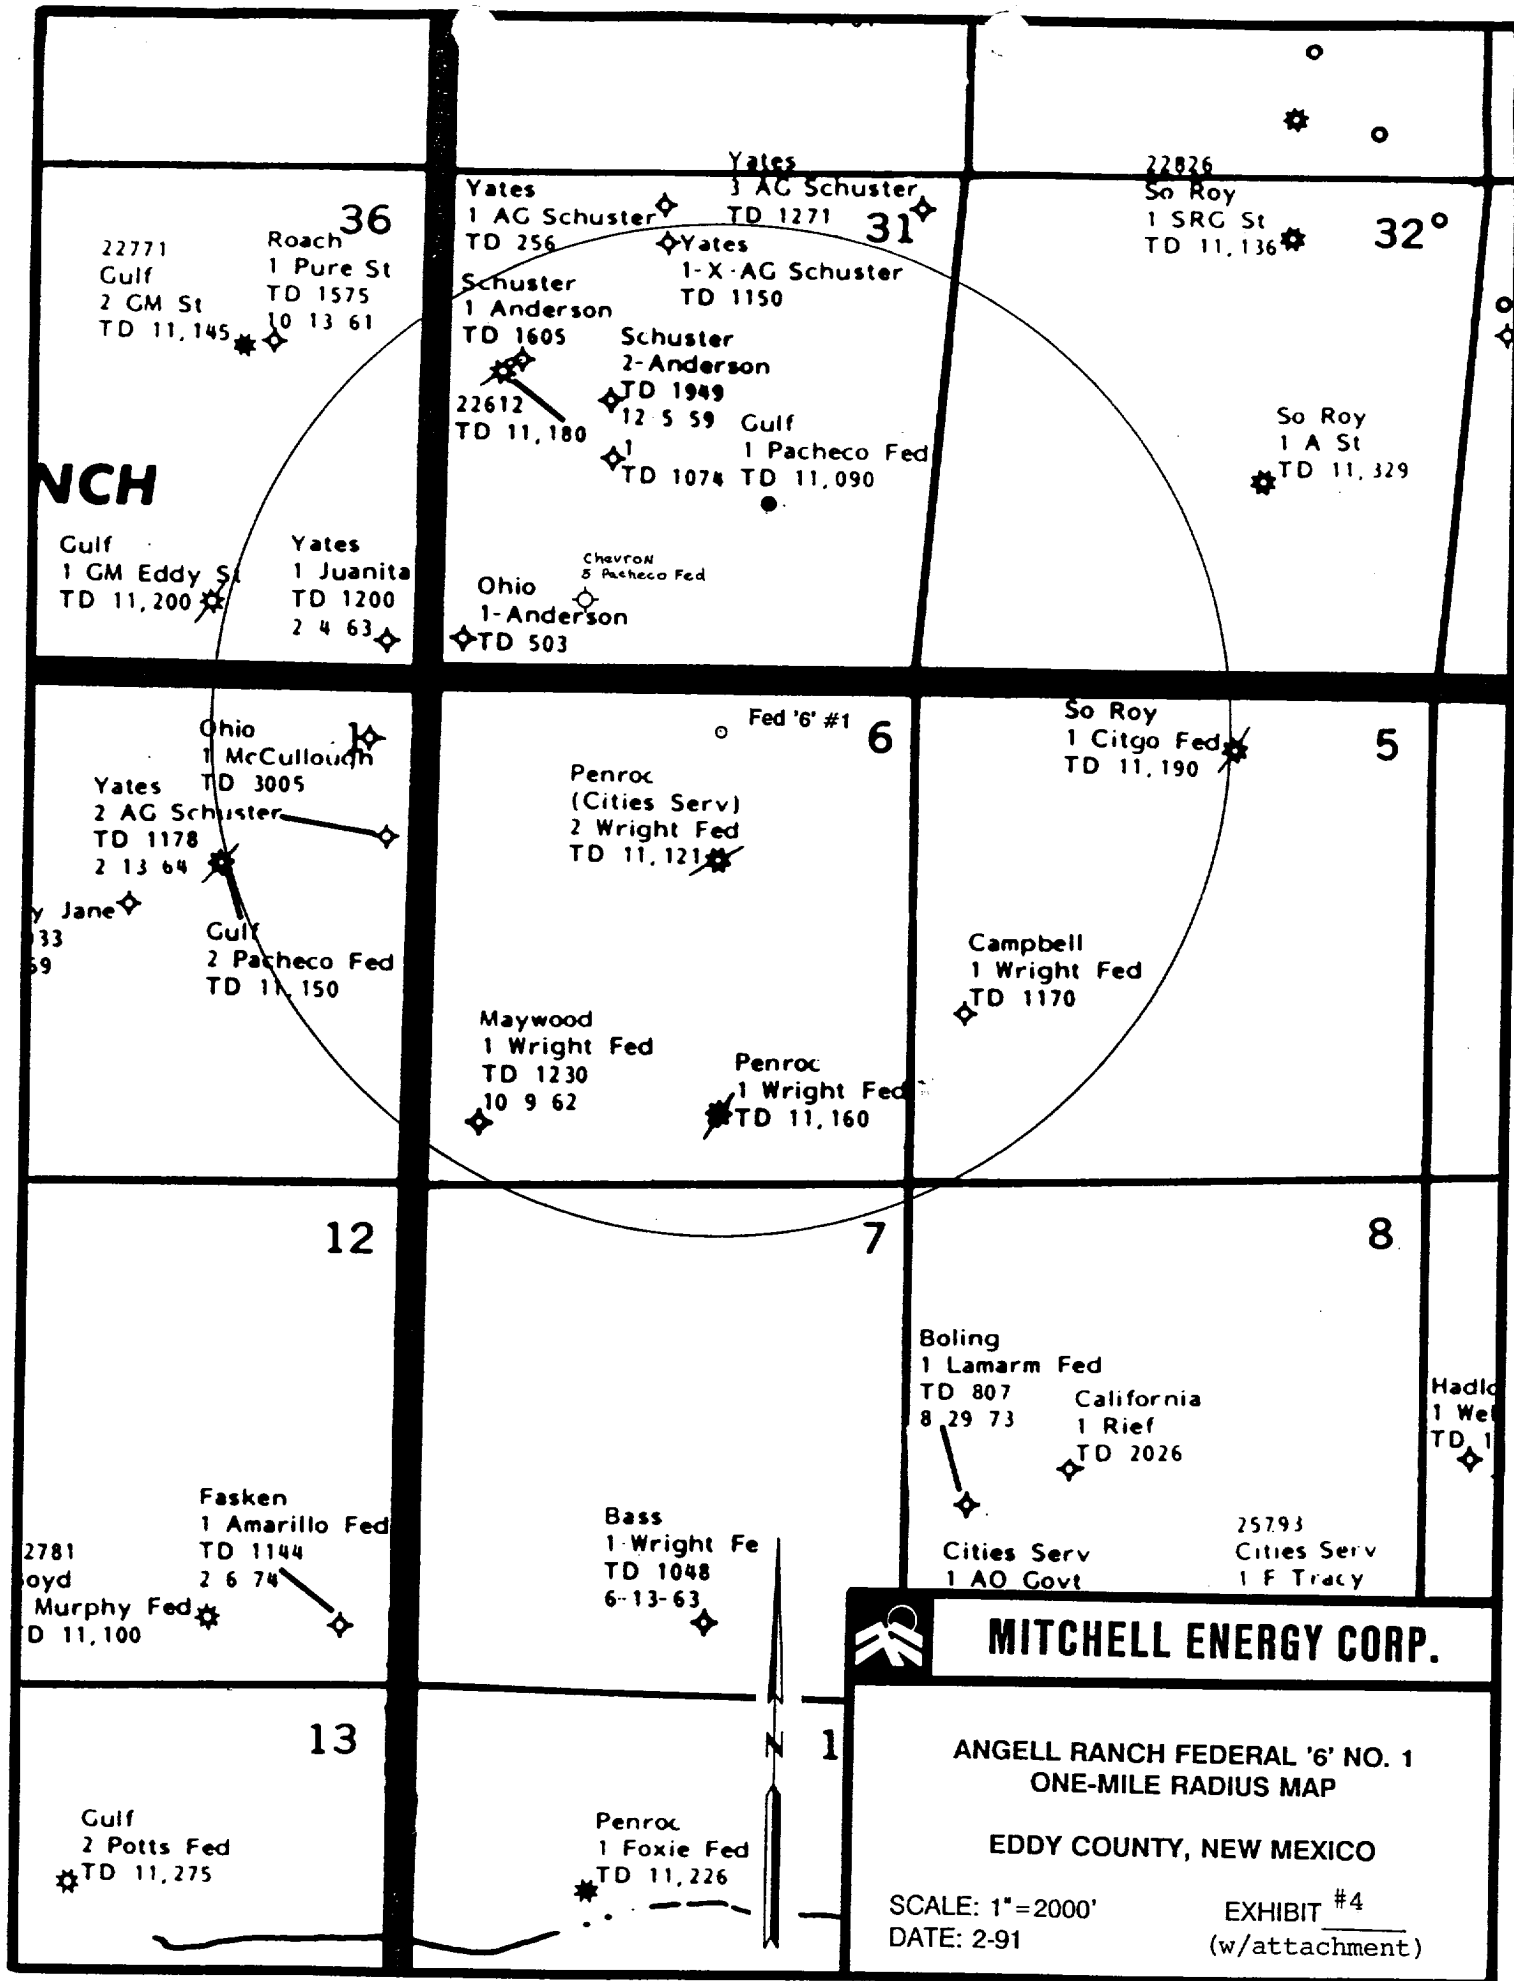 36
22771
Gulf
2 GM St
TD 11,145
Roach
1 Pure St
TD 1575
10 13 61
Yates
1 AG Schuster
TD 256
Yates
3 AG Schuster
TD 1271
31
Yates
1-X-AG Schuster
TD 1150
Schuster
1 Anderson
TD 1605
22612
TD 11,180
Schuster
2-Anderson
TD 1949
12 5 59
1
TD 1074
Gulf
1 Pacheco Fed
TD 11,090
22826
So Roy
1 SRG St
TD 11,136
32
So Roy
1 A St
TD 11,329
NCH
Gulf
1 GM Eddy St
TD 11,200
Yates
1 Juanita
TD 1200
2 4 63
Ohio
1-Anderson
TD 503
Chevron
5 Pacheco Fed
Ohio
1 McCullough
TD 3005
1
Yates
2 AG Schuster
TD 1178
2 13 64
y Jane
133
59
Gulf
2 Pacheco Fed
TD 11,150
Fed '6' #1
6
Penroc
(Cities Serv)
2 Wright Fed
TD 11,121
So Roy
1 Citgo Fed
TD 11,190
5
Campbell
1 Wright Fed
TD 1170
Maywood
1 Wright Fed
TD 1230
10 9 62
Penroc
1 Wright Fed
TD 11,160
12
7
8
Boling
1 Lamarm Fed
TD 807
8 29 73
California
1 Rief
TD 2026
Hadlo
1 Wel
TD 1
Fasken
1 Amarillo Fed
TD 1144
2 6 74
2781
oyd
Murphy Fed
D 11,100
Bass
1-Wright Fe
TD 1048
6-13-63
Cities Serv
1 AO Govt
25793
Cities Serv
1 F Tracy
13
1
N
Gulf
2 Potts Fed
TD 11,275
Penroc
1 Foxie Fed
TD 11,226
MITCHELL ENERGY CORP.
ANGELL RANCH FEDERAL '6' NO. 1
ONE-MILE RADIUS MAP
EDDY COUNTY, NEW MEXICO
SCALE: 1"=2000'
DATE: 2-91
EXHIBIT #4
(w/attachment)